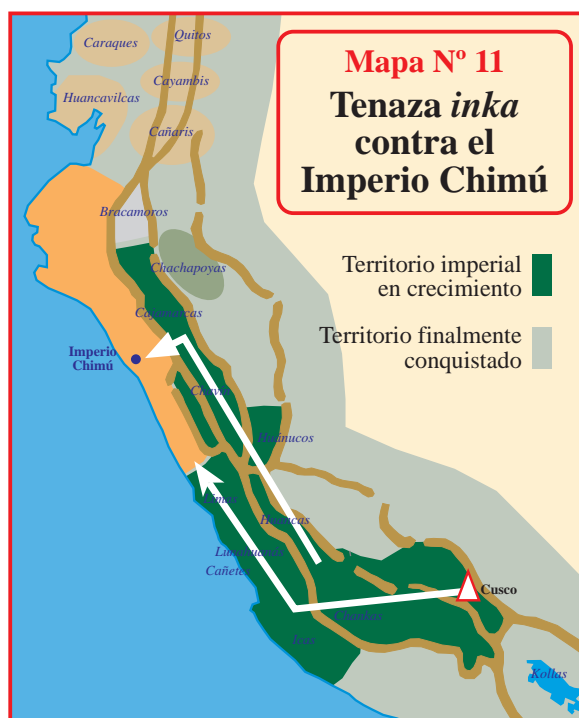 Mapa Nº 11
Tenaza inka
contra el
Imperio Chimú
Territorio imperial
en crecimiento
Territorio finalmente
conquistado
Caraques
Quitos
Cayambis
Huancavilcas
Cañaris
Bracamoros
Chachapoyas
Cajamarcas
Imperio
Chimú
Chavín
Huánucos
Limas
Huancas
Lunahuanás
Cañetes
Cusco
Chankas
Icas
Kollas